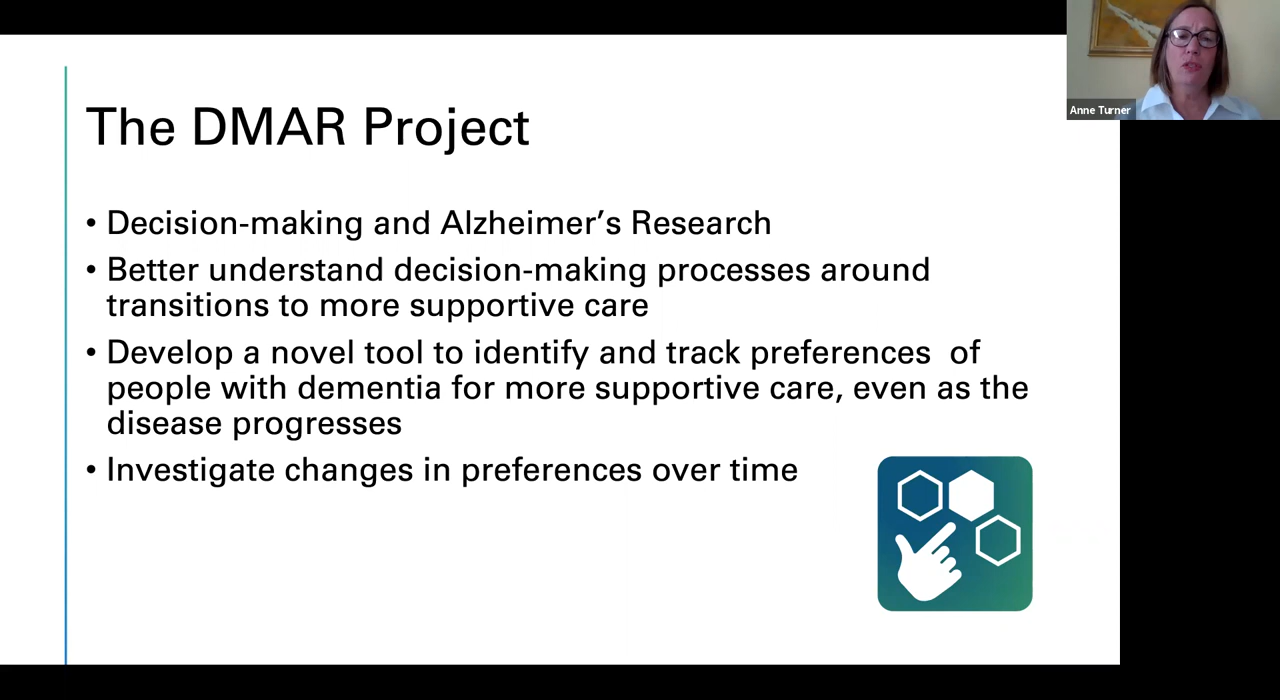 The DMAR Project
• Decision-making and Alzheimer’s Research
• Better understand decision-making processes around
transitions to more supportive care
• Develop a novel tool to identify and track preferences  of
people with dementia for more supportive care, even as the
disease progresses
• Investigate changes in preferences over time
Anne Turner